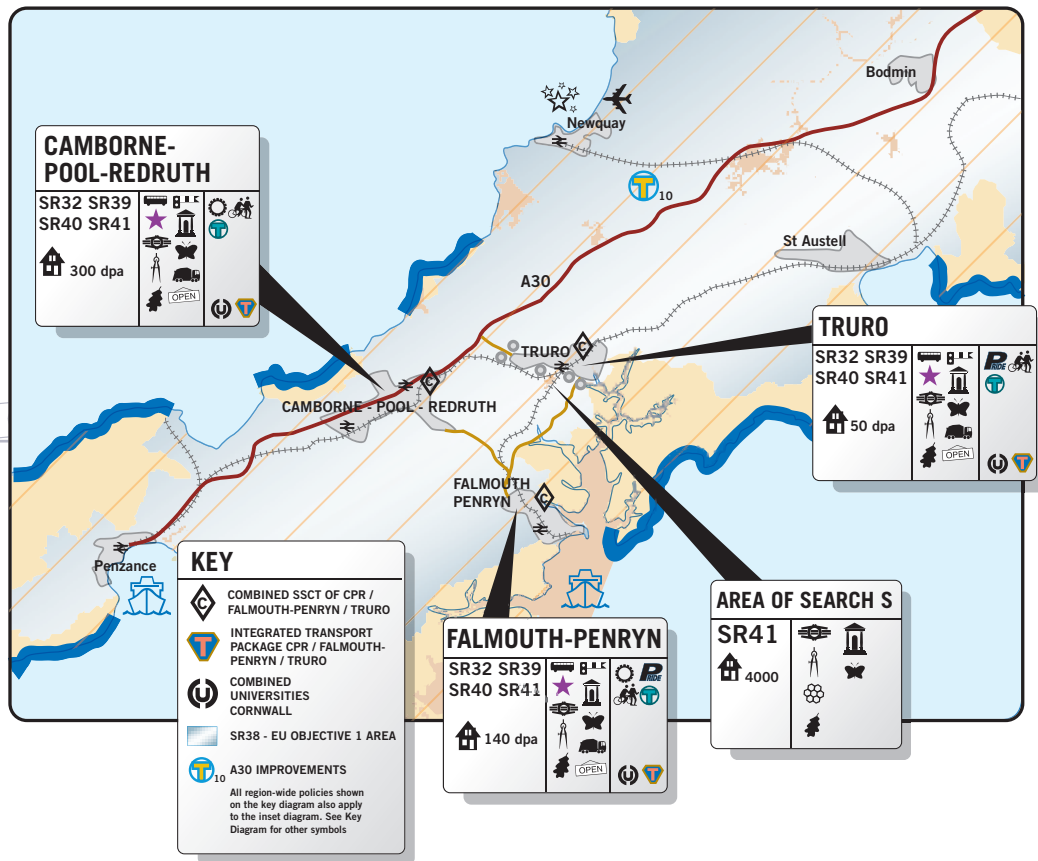 Bodmin
Newquay
10
CAMBORNE-
POOL-REDRUTH
SR32 SR39
SR40 SR41
300 dpa
OPEN
U T
T
St Austell
A30
TRURO
C
CAMBORNE - POOL - REDRUTH
C
TRURO
SR32 SR39
SR40 SR41
50 dpa
OPEN
PRIDE
T
U T
FALMOUTH
PENRYN
C
Penzance
KEY
C
COMBINED SSCT OF CPR /
FALMOUTH-PENRYN / TRURO
T
INTEGRATED TRANSPORT
PACKAGE CPR / FALMOUTH-
PENRYN / TRURO
COMBINED
UNIVERSITIES
CORNWALL
SR38 - EU OBJECTIVE 1 AREA
T
10
A30 IMPROVEMENTS
All region-wide policies shown
on the key diagram also apply
to the inset diagram. See Key
Diagram for other symbols
FALMOUTH-PENRYN
SR32 SR39
SR40 SR41
140 dpa
OPEN
PRIDE
T
U T
AREA OF SEARCH S
SR41
4000